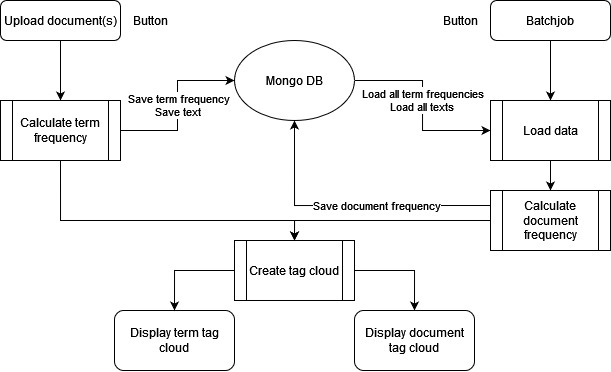 Upload document(s)
Button
Button
Batchjob
Mongo DB
Save term frequency
Save text
Load all term frequencies
Load all texts
Calculate term
frequency
Load data
Save document frequency
Calculate
document
frequency
Create tag cloud
Display term tag
cloud
Display document
tag cloud